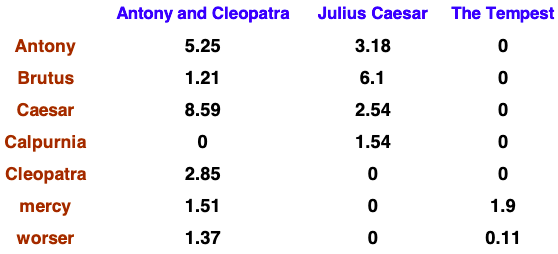 Antony and Cleopatra Julius Caesar The Tempest
Antony 5.25 3.18 0
Brutus 1.21 6.1 0
Caesar 8.59 2.54 0
Calpurnia 0 1.54 0
Cleopatra 2.85 0 0
mercy 1.51 0 1.9
worser 1.37 0 0.11